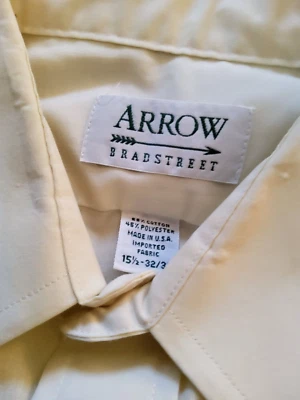 ARROW
BRADSTREET
COTTON
POLYESTER
MADE IN U.S.A.
IMPORTED
FABRIC
15½-32/3